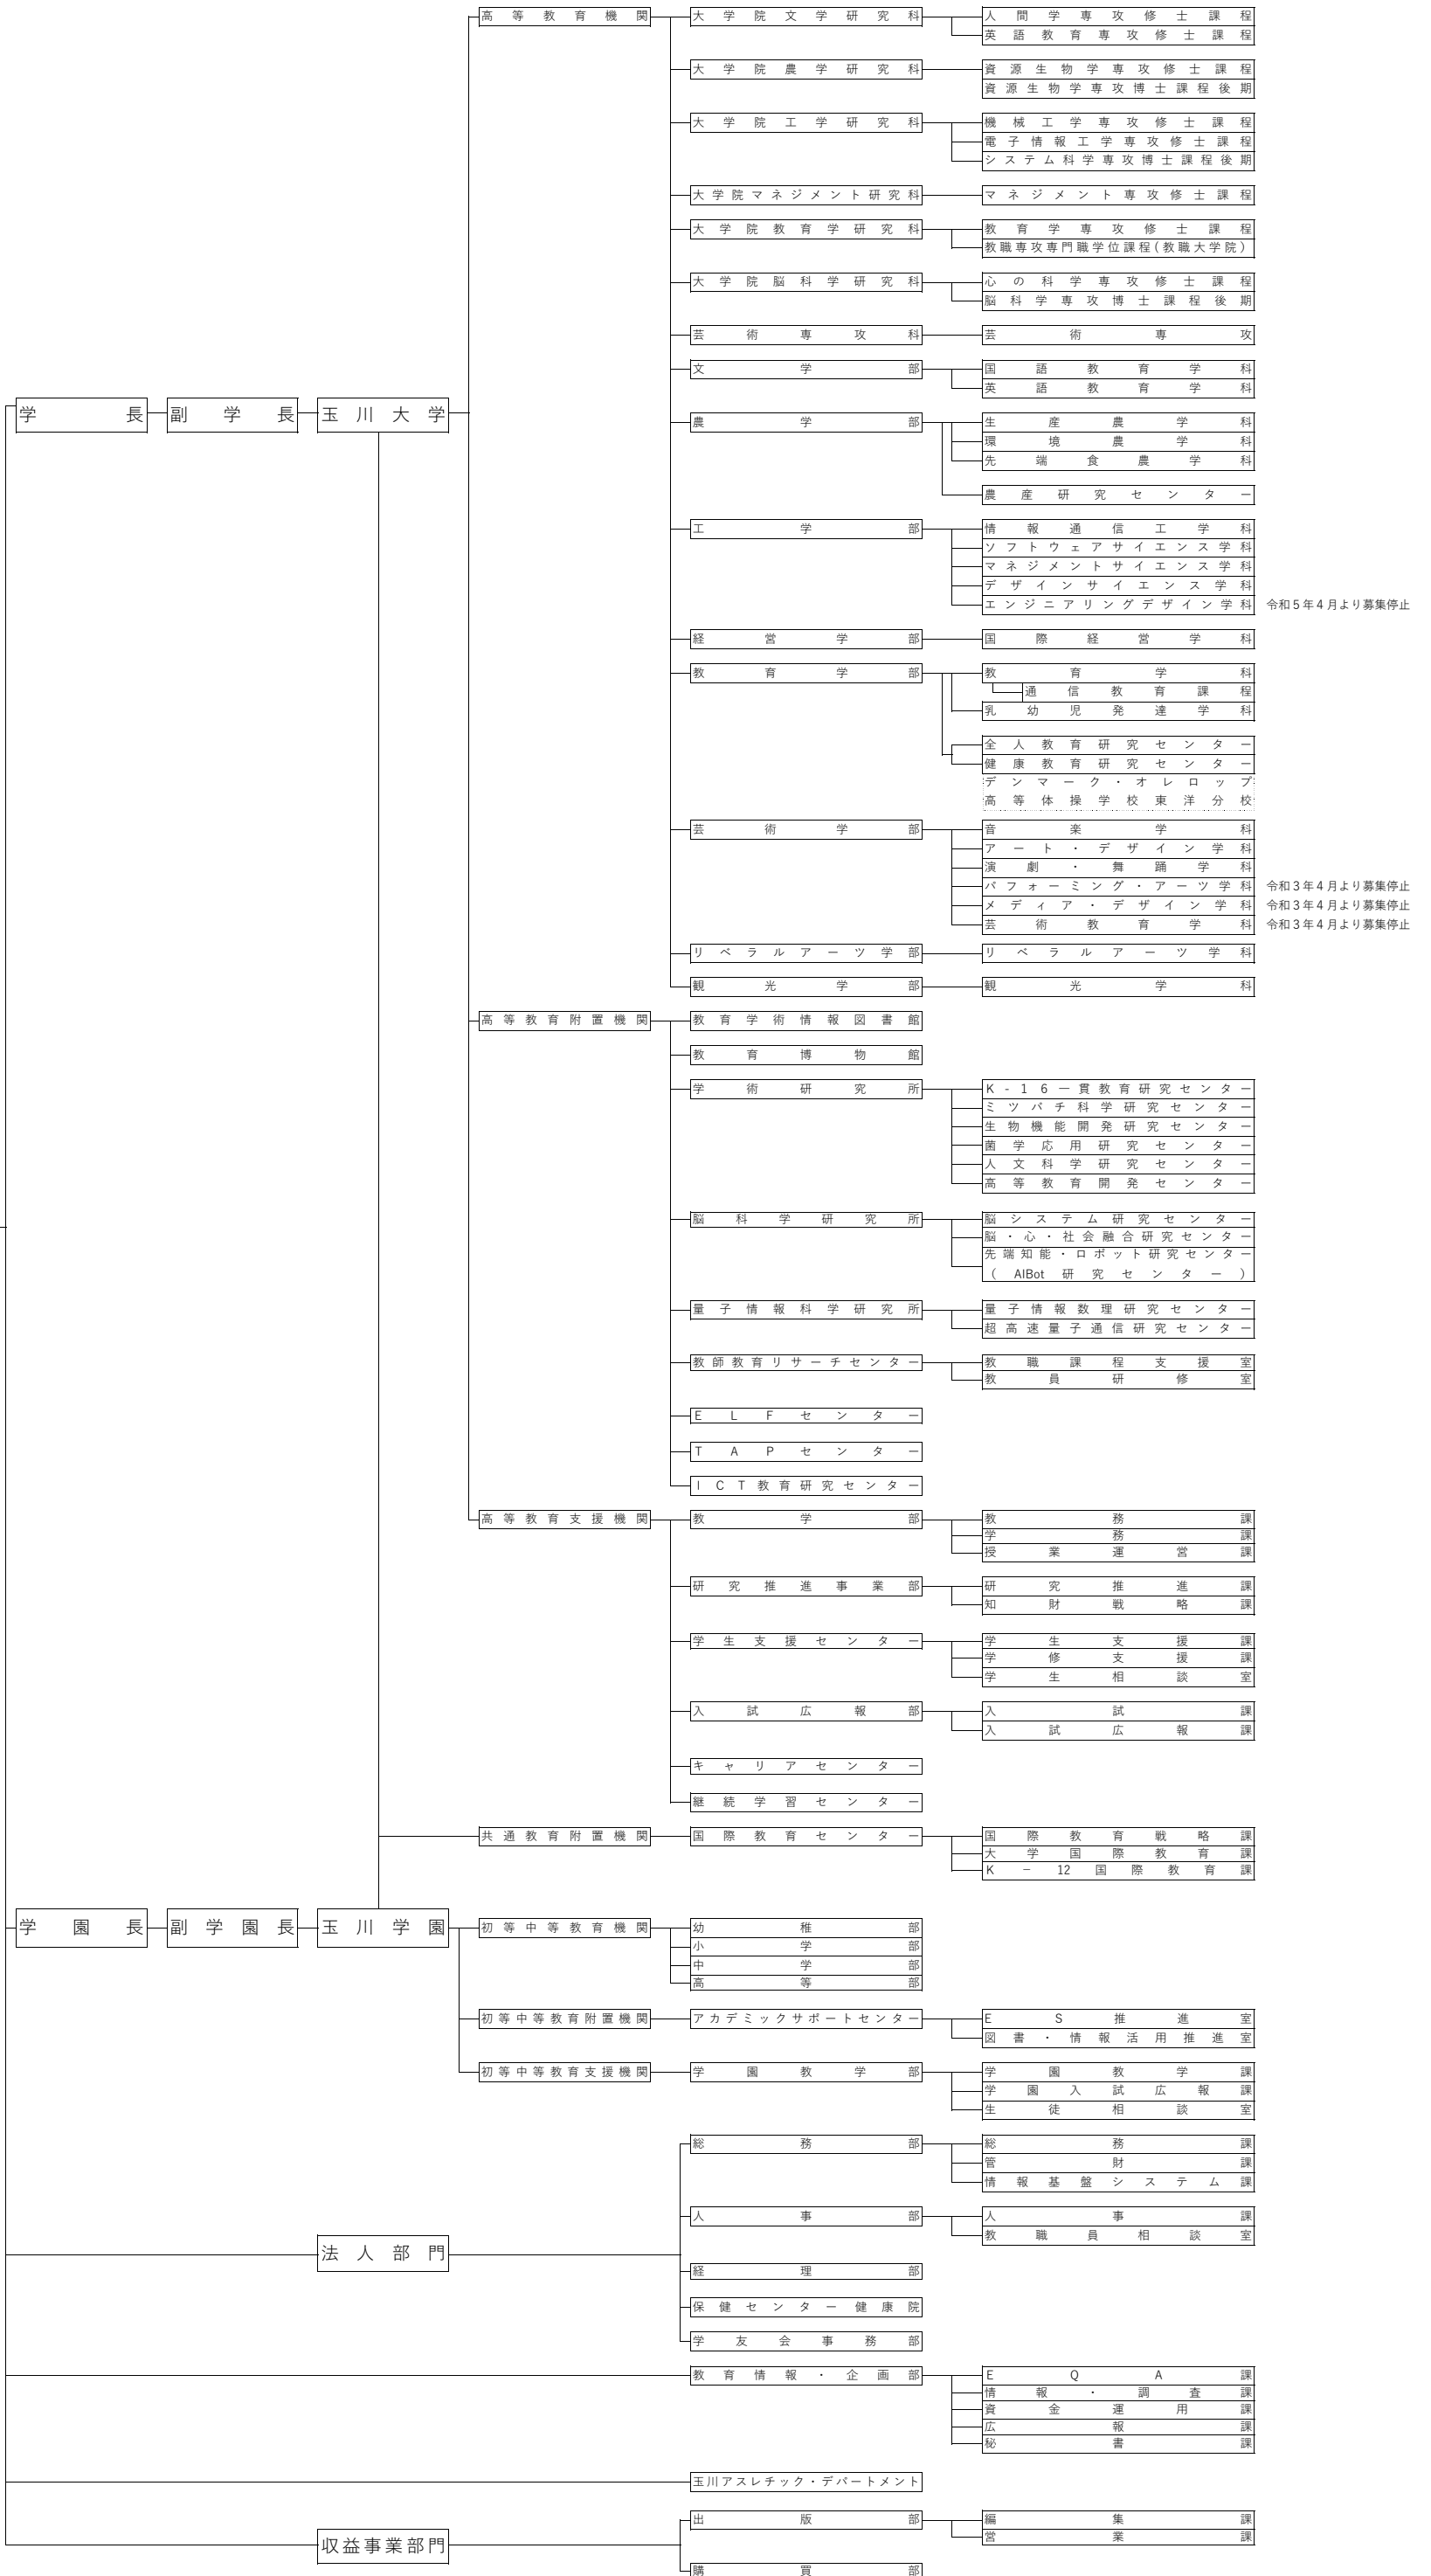 高等教育機関
大学院文学研究科
人間学専攻修士課程
英語教育専攻修士課程
大学院農学研究科
資源生物学専攻修士課程
資源生物学専攻博士課程後期
大学院工学研究科
機械工学専攻修士課程
電子情報工学専攻修士課程
システム科学専攻博士課程後期
大学院マネジメント研究科
マネジメント専攻修士課程
大学院教育学研究科
教育学専攻修士課程
教職専攻専門職学位課程(教職大学院)
大学院脳科学研究科
心の科学専攻修士課程
脳科学専攻博士課程後期
芸術専攻科
芸術専攻
文学部
国語教育学科
英語教育学科
学長
副学長
玉川大学
農学部
生産農学科
環境農学科
先端食農学科
農産研究センター
工学部
情報通信工学科
ソフトウェアサイエンス学科
マネジメントサイエンス学科
デザインサイエンス学科
エンジニアリングデザイン学科 令和5年4月より募集停止
経営学部
国際経営学科
教育学部
教育学科
通信教育課程
乳幼児発達学科
全人教育研究センター
健康教育研究センター
デンマーク・オレロップ
高等体操学校東洋分校
芸術学部
音楽学科
アート・デザイン学科
演劇・舞踊学科
パフォーミング・アーツ学科 令和3年4月より募集停止
メディア・デザイン学科 令和3年4月より募集停止
芸術教育学科 令和3年4月より募集停止
リベラルアーツ学部
リベラルアーツ学科
観光学部
観光学科
高等教育附置機関
教育学術情報図書館
教育博物館
学術研究所
K-16一貫教育研究センター
ミツバチ科学研究センター
生物機能開発研究センター
菌学応用研究センター
人文科学研究センター
高等教育開発センター
脳科学研究所
脳システム研究センター
脳・心・社会融合研究センター
先端知能・ロボット研究センター
(AIBot研究センター)
量子情報科学研究所
量子情報数理研究センター
超高速量子通信研究センター
教師教育リサーチセンター
教職課程支援室
教員研修室
ELFセンター
TAPセンター
ICT教育研究センター
高等教育支援機関
教学部
教務課
学務課
授業運営課
研究推進事業部
研究推進課
知財戦略課
学生支援センター
学生支援課
学修支援課
学生相談室
入試広報部
入試課
入試広報課
キャリアセンター
継続学習センター
共通教育附置機関
国際教育センター
国際教育戦略課
大学国際教育課
K−12国際教育課
学園長
副学園長
玉川学園
初等中等教育機関
幼稚部
小学部
中学部
高等部
初等中等教育附置機関
アカデミックサポートセンター
ES推進室
図書・情報活用推進室
初等中等教育支援機関
学園教学部
学園教学課
学園入試広報課
生徒相談室
総務部
総務課
管財課
情報基盤システム課
人事部
人事課
教職員相談室
法人部門
経理部
保健センター健康院
学友会事務部
教育情報・企画部
EQA課
情報・調査課
資金運用課
広報課
秘書課
玉川アスレチック・デパートメント
出版部
編集課
営業課
収益事業部門
購買部